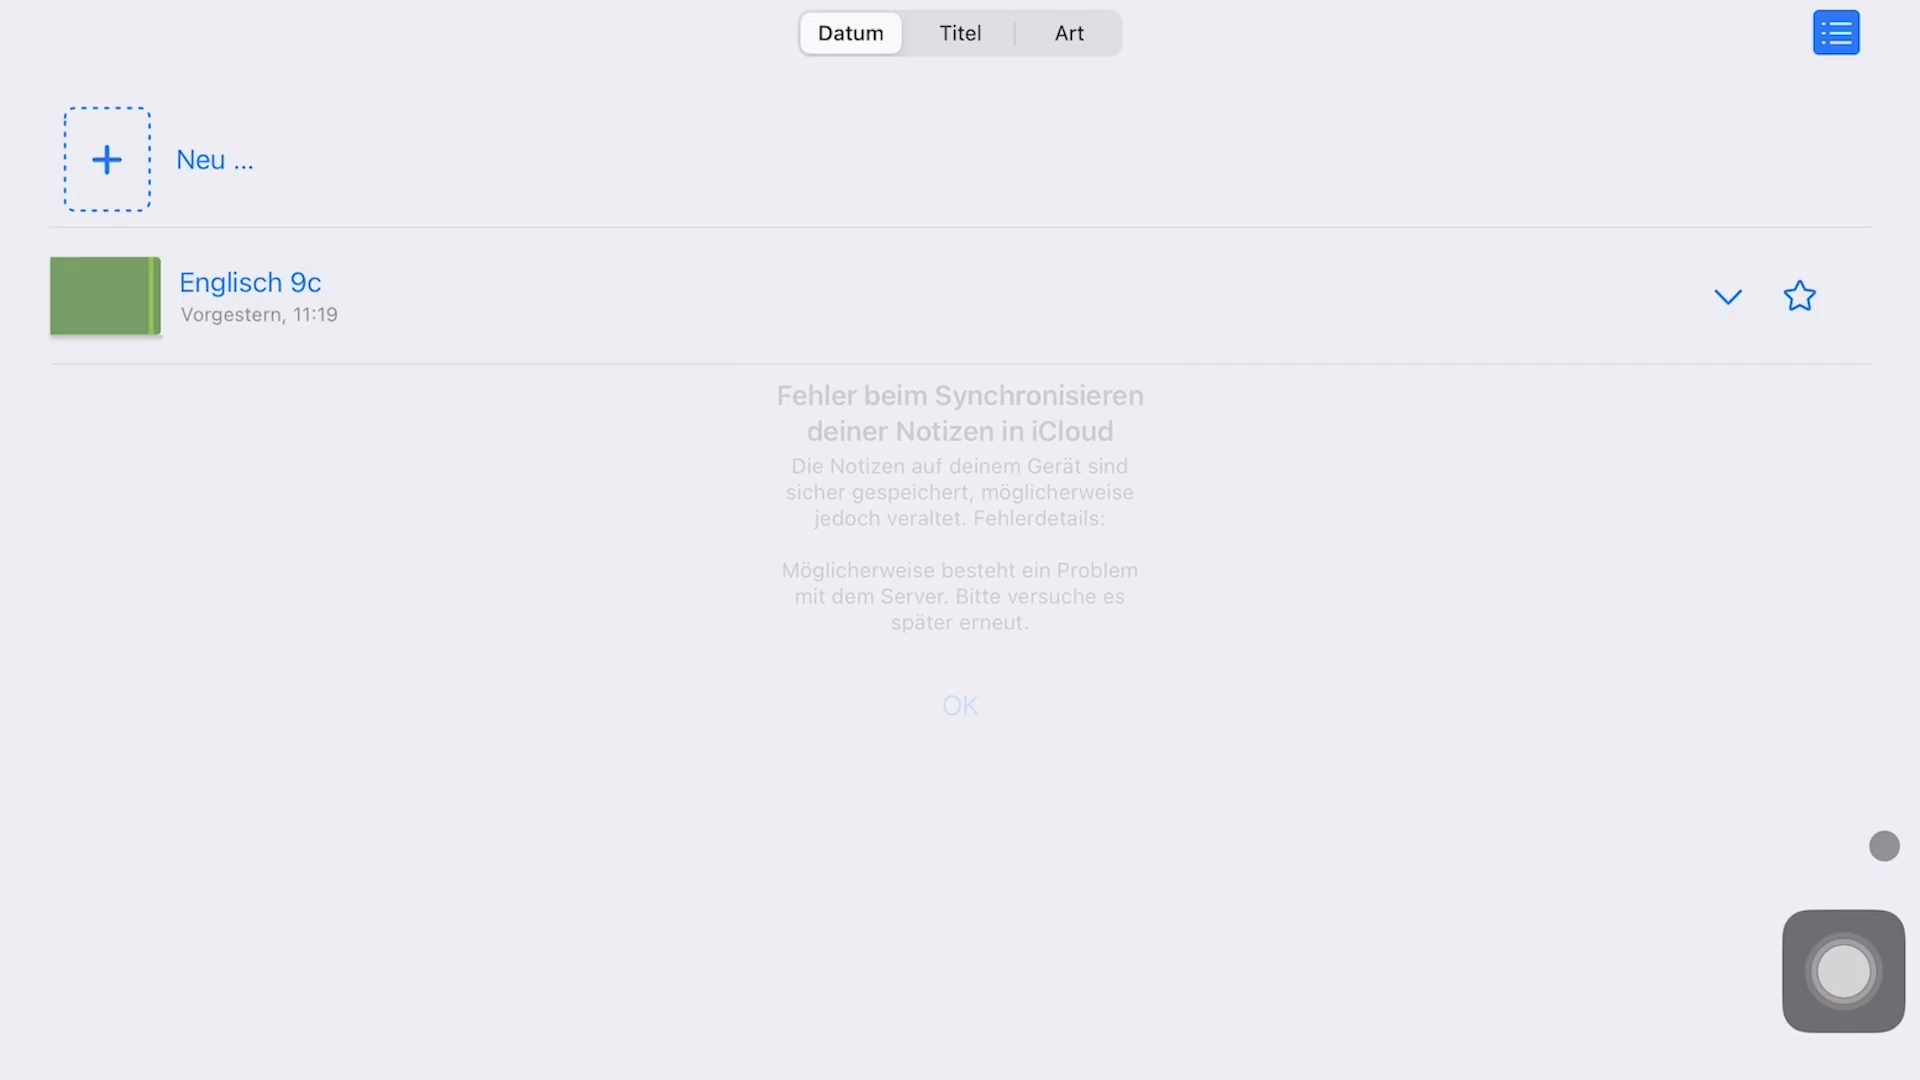 Datum Titel Art
Neu ...
Englisch 9c
Vorgestern, 11:19
Fehler beim Synchronisieren
deiner Notizen in iCloud
Die Notizen auf deinem Gerät sind
sicher gespeichert, möglicherweise
jedoch veraltet. Fehlerdetails:
Möglicherweise besteht ein Problem
mit dem Server. Bitte versuche es
später erneut.
OK